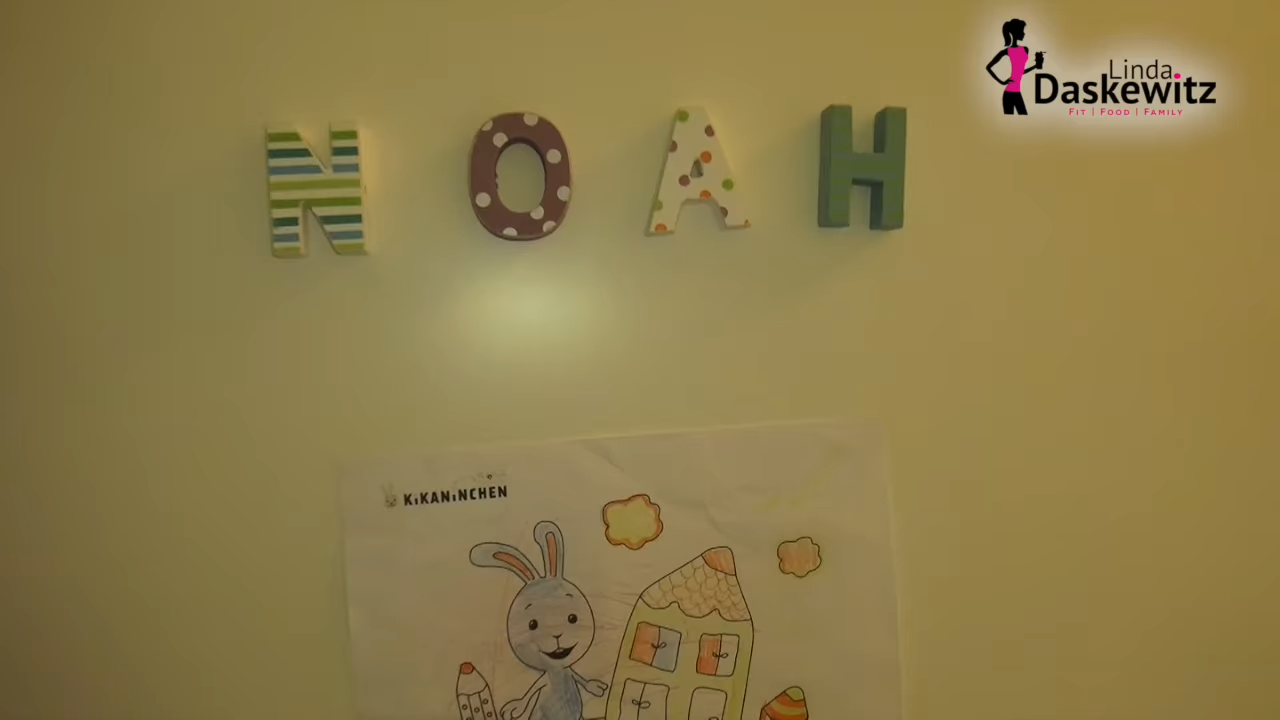 NOAH
Linda
Daskewitz
FIT | FOOD | FAMILY
KiKANiNCHEN